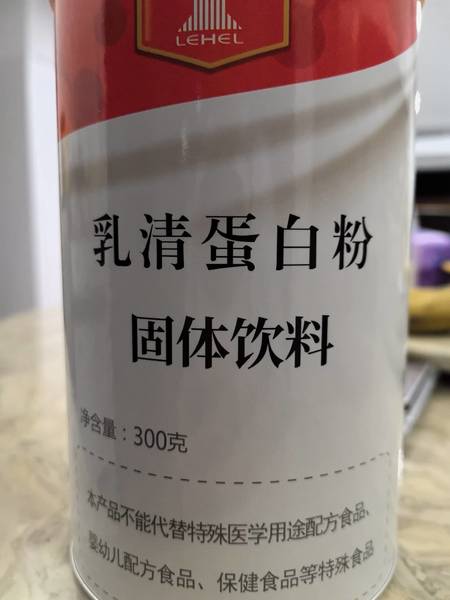 LEHEL
乳清蛋白粉
固体饮料
净含量：300克
本产品不能代替特殊医学用途配方食品、
婴幼儿配方食品、保健食品等特殊食品